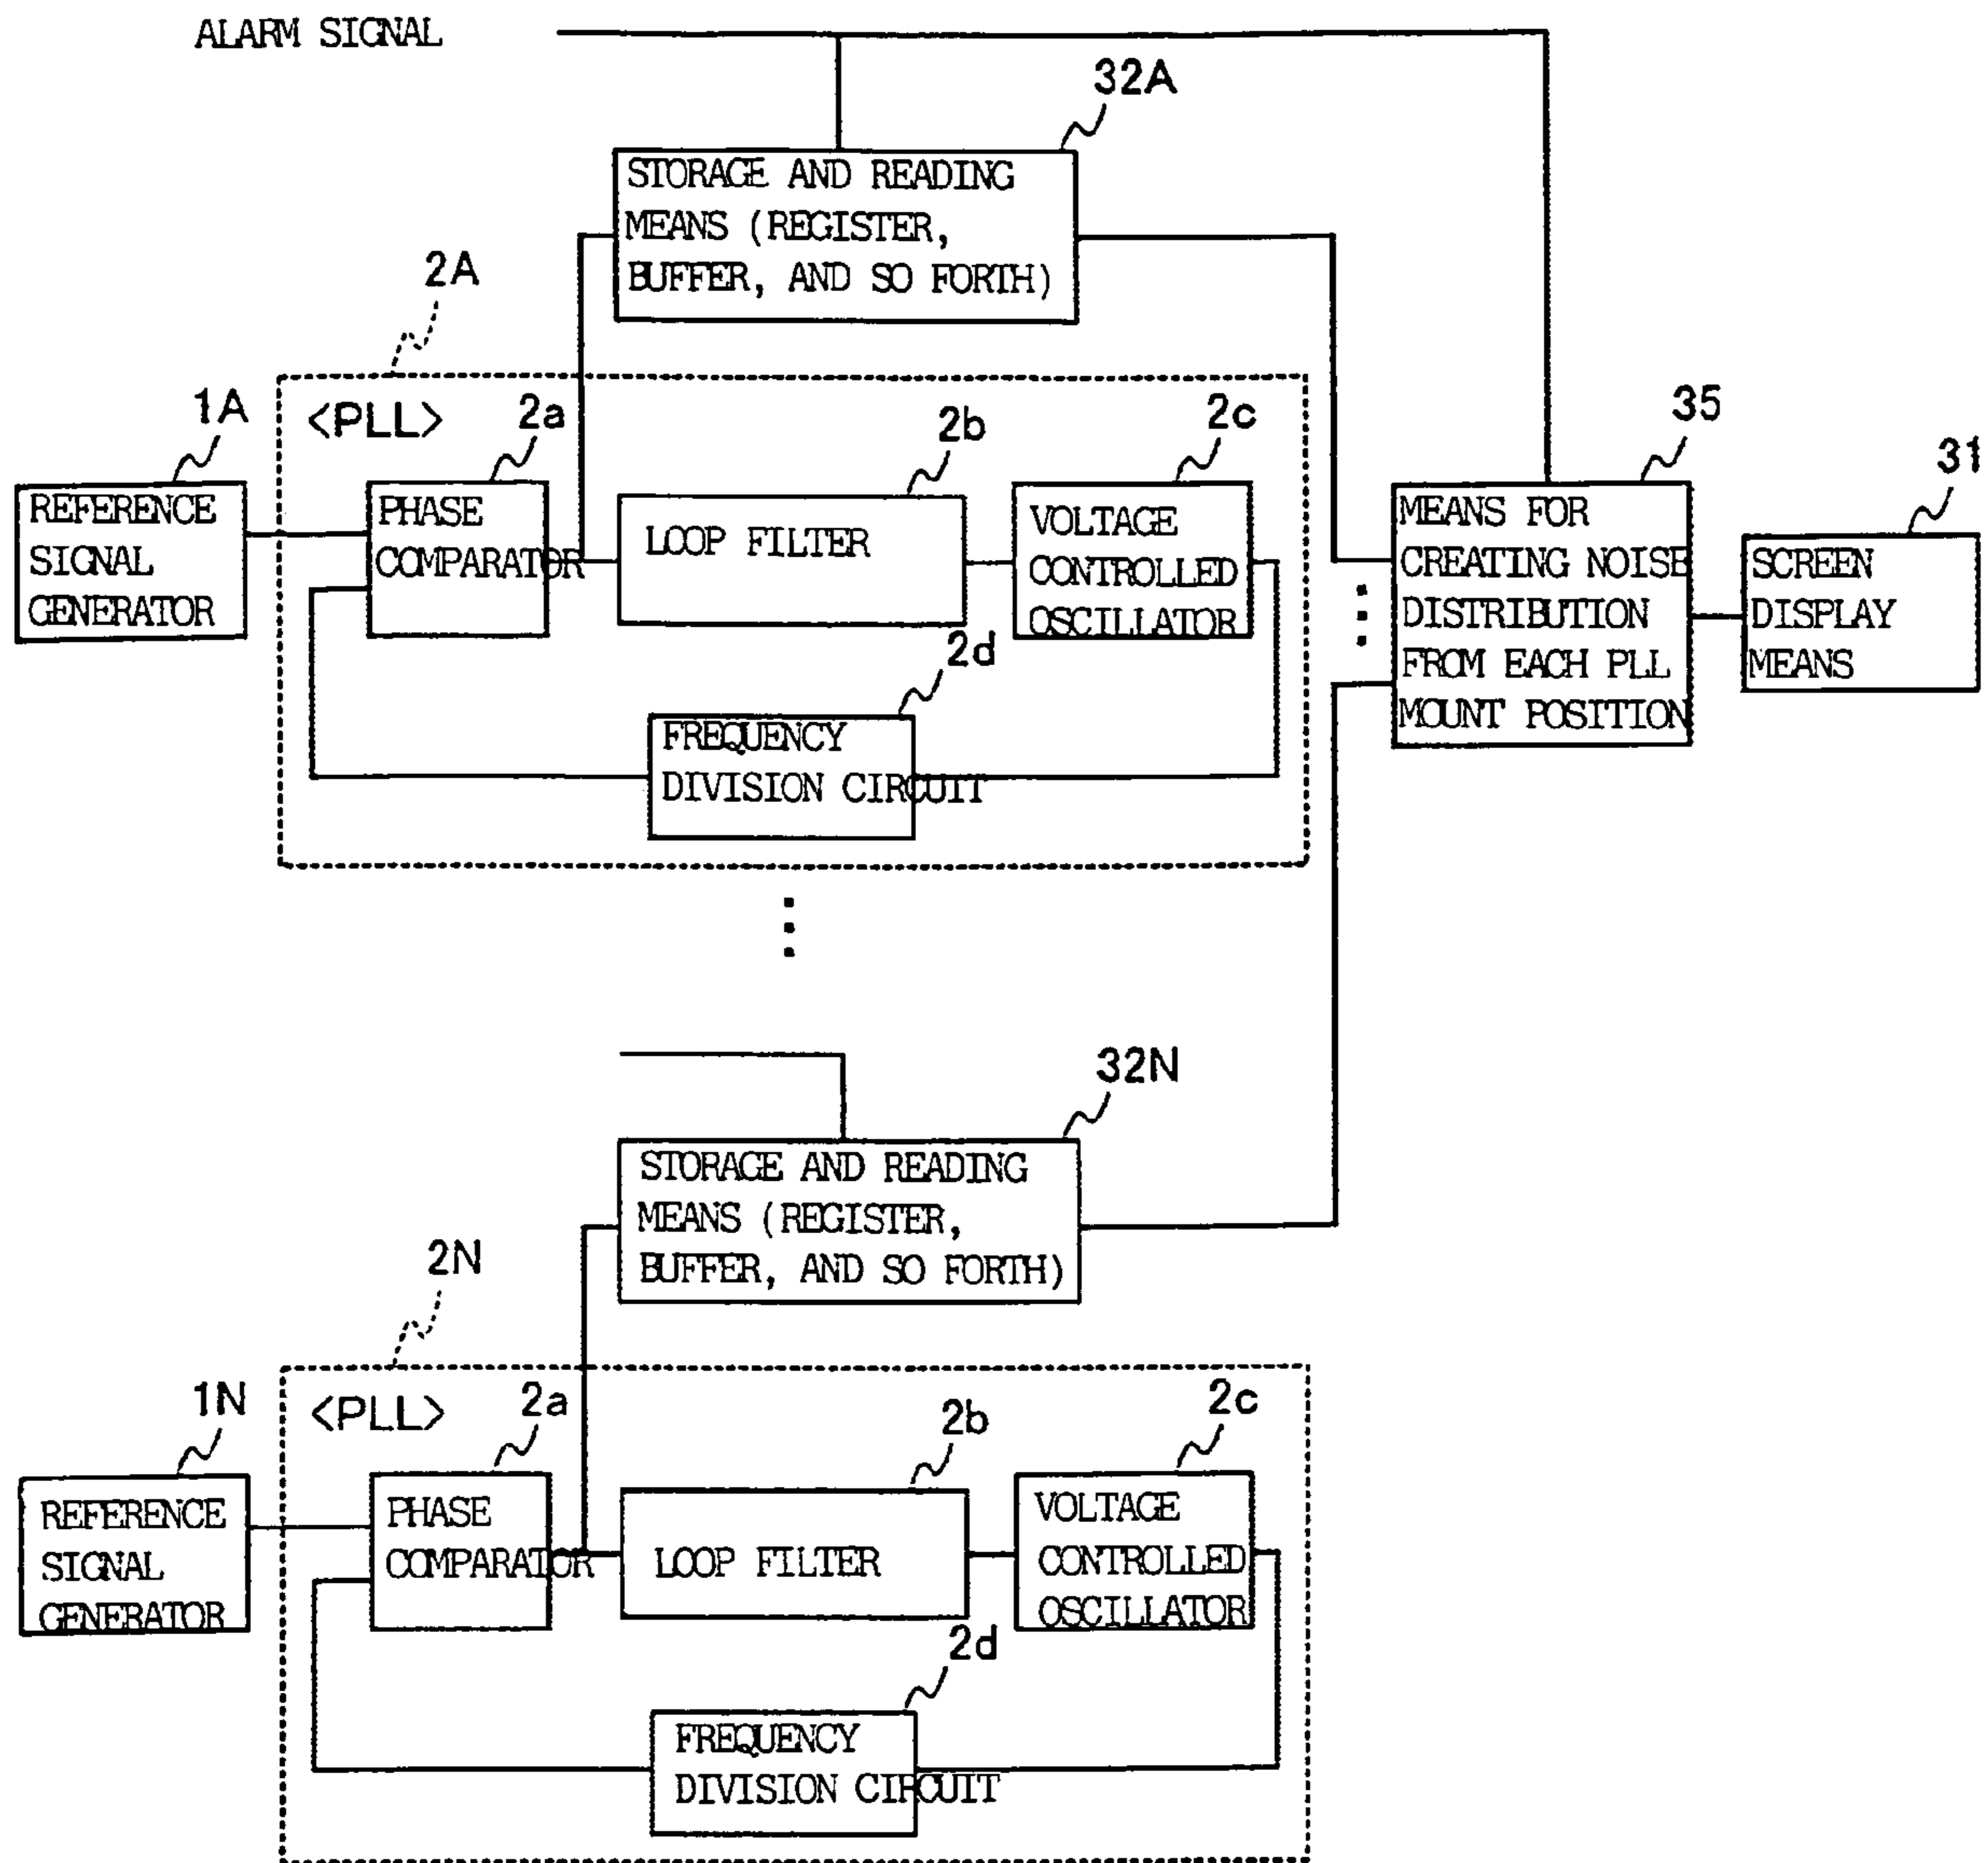 ALARM SIGNAL
32A
STORAGE AND READING
MEANS (REGISTER,
BUFFER, AND SO FORTH)
2A
1A
<PLL>
2a
2b
2c
35
31
REFERENCE
SIGNAL
GENERATOR
PHASE
COMPARATOR
LOOP FILTER
VOLTAGE
CONTROLLED
OSCILLATOR
MEANS FOR
CREATING NOISE
DISTRIBUTION
FROM EACH PLL
MOUNT POSITION
SCREEN
DISPLAY
MEANS
2d
FREQUENCY
DIVISION CIRCUIT
32N
STORAGE AND READING
MEANS (REGISTER,
BUFFER, AND SO FORTH)
2N
1N
<PLL>
2a
2b
2c
REFERENCE
SIGNAL
GENERATOR
PHASE
COMPARATOR
LOOP FILTER
VOLTAGE
CONTROLLED
OSCILLATOR
2d
FREQUENCY
DIVISION CIRCUIT